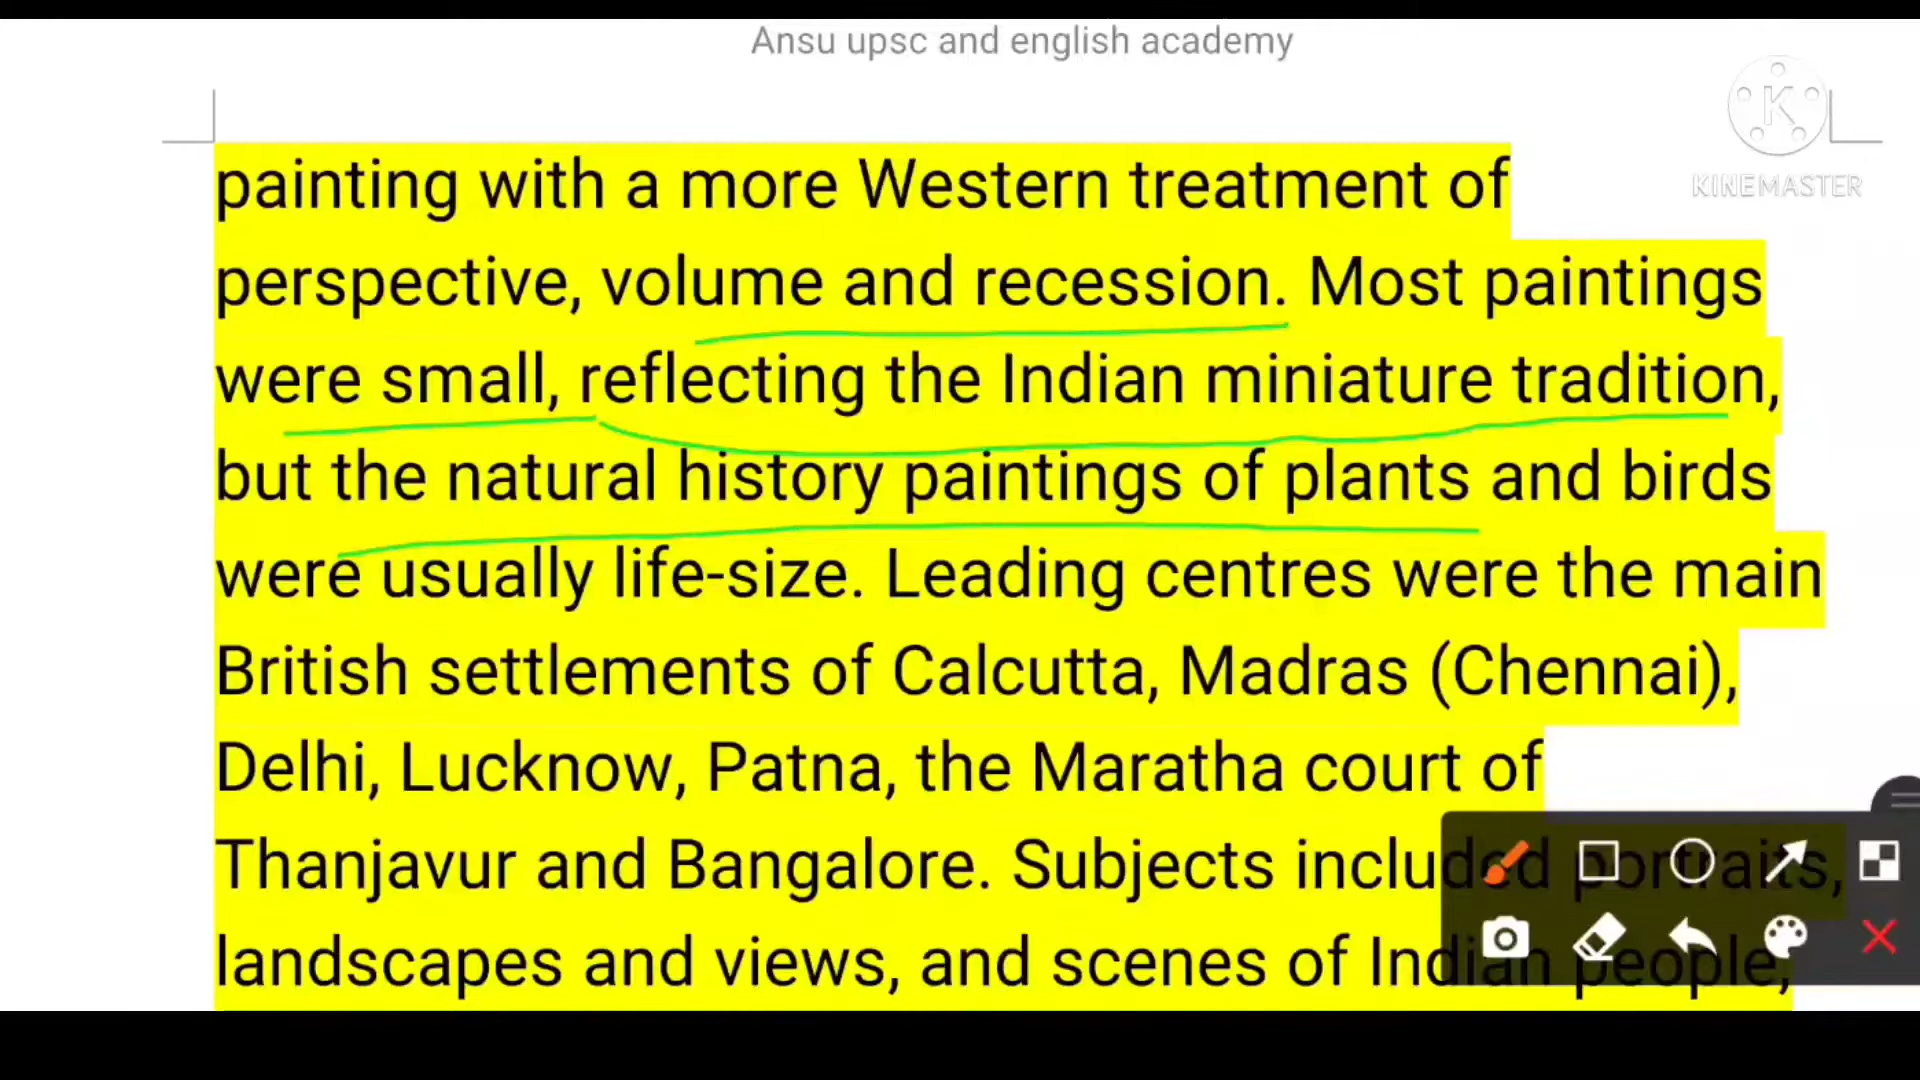 Ansu upsc and english academy
KINEMASTER
painting with a more Western treatment of
perspective, volume and recession. Most paintings
were small, reflecting the Indian miniature tradition,
but the natural history paintings of plants and birds
were usually life-size. Leading centres were the main
British settlements of Calcutta, Madras (Chennai),
Delhi, Lucknow, Patna, the Maratha court of
Thanjavur and Bangalore. Subjects included portraits,
landscapes and views, and scenes of Indian people,